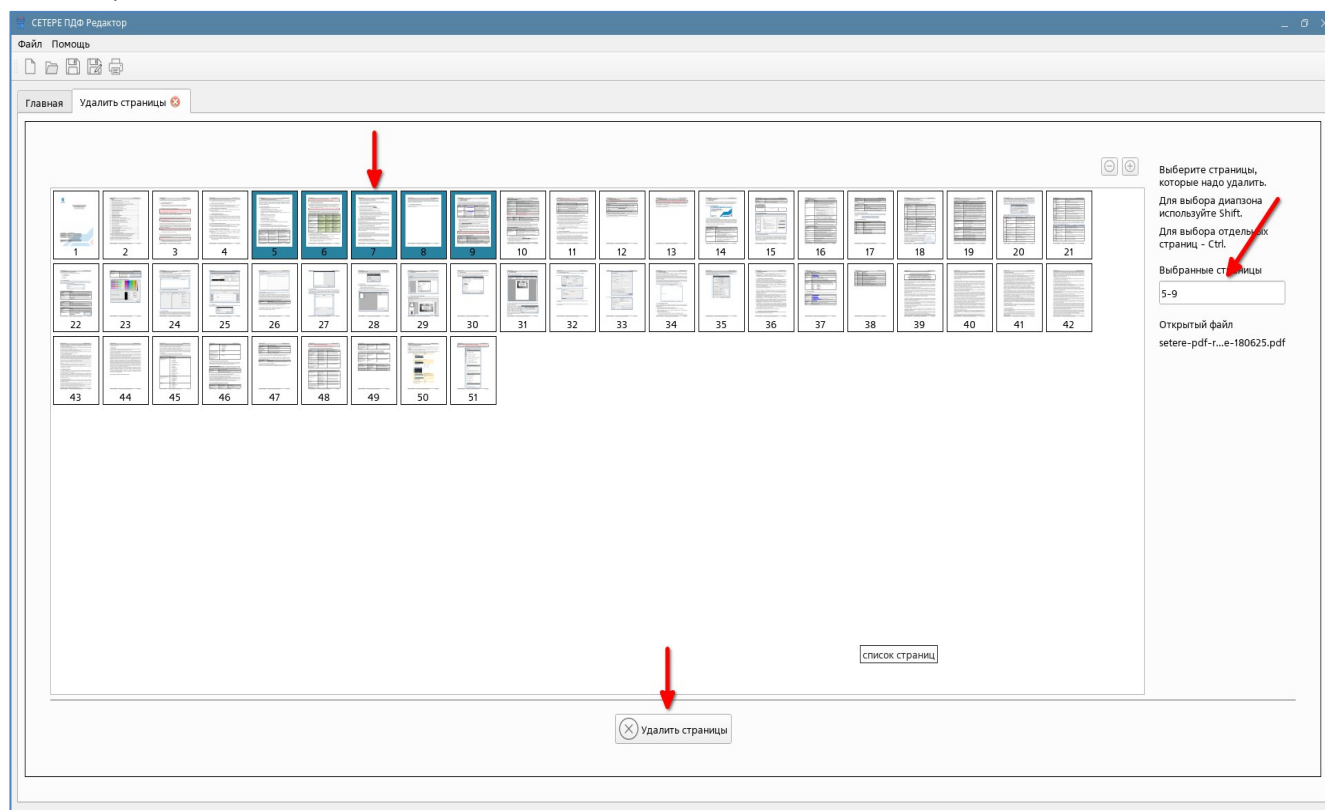 СЕТЕРЕ ПДФ Редактор
Файл Помощь
Главная Удалить страницы
Выберите страницы,
которые надо удалить.
Для выбора диапзона
используйте Shift.
Для выбора отдельных
страниц - Ctrl.
Выбранные страницы
5-9
Открытый файл
setere-pdf-r...e-180625.pdf
1 2 3 4 5 6 7 8 9 10 11 12 13 14 15 16 17 18 19 20 21
22 23 24 25 26 27 28 29 30 31 32 33 34 35 36 37 38 39 40 41 42
43 44 45 46 47 48 49 50 51
список страниц
Удалить страницы